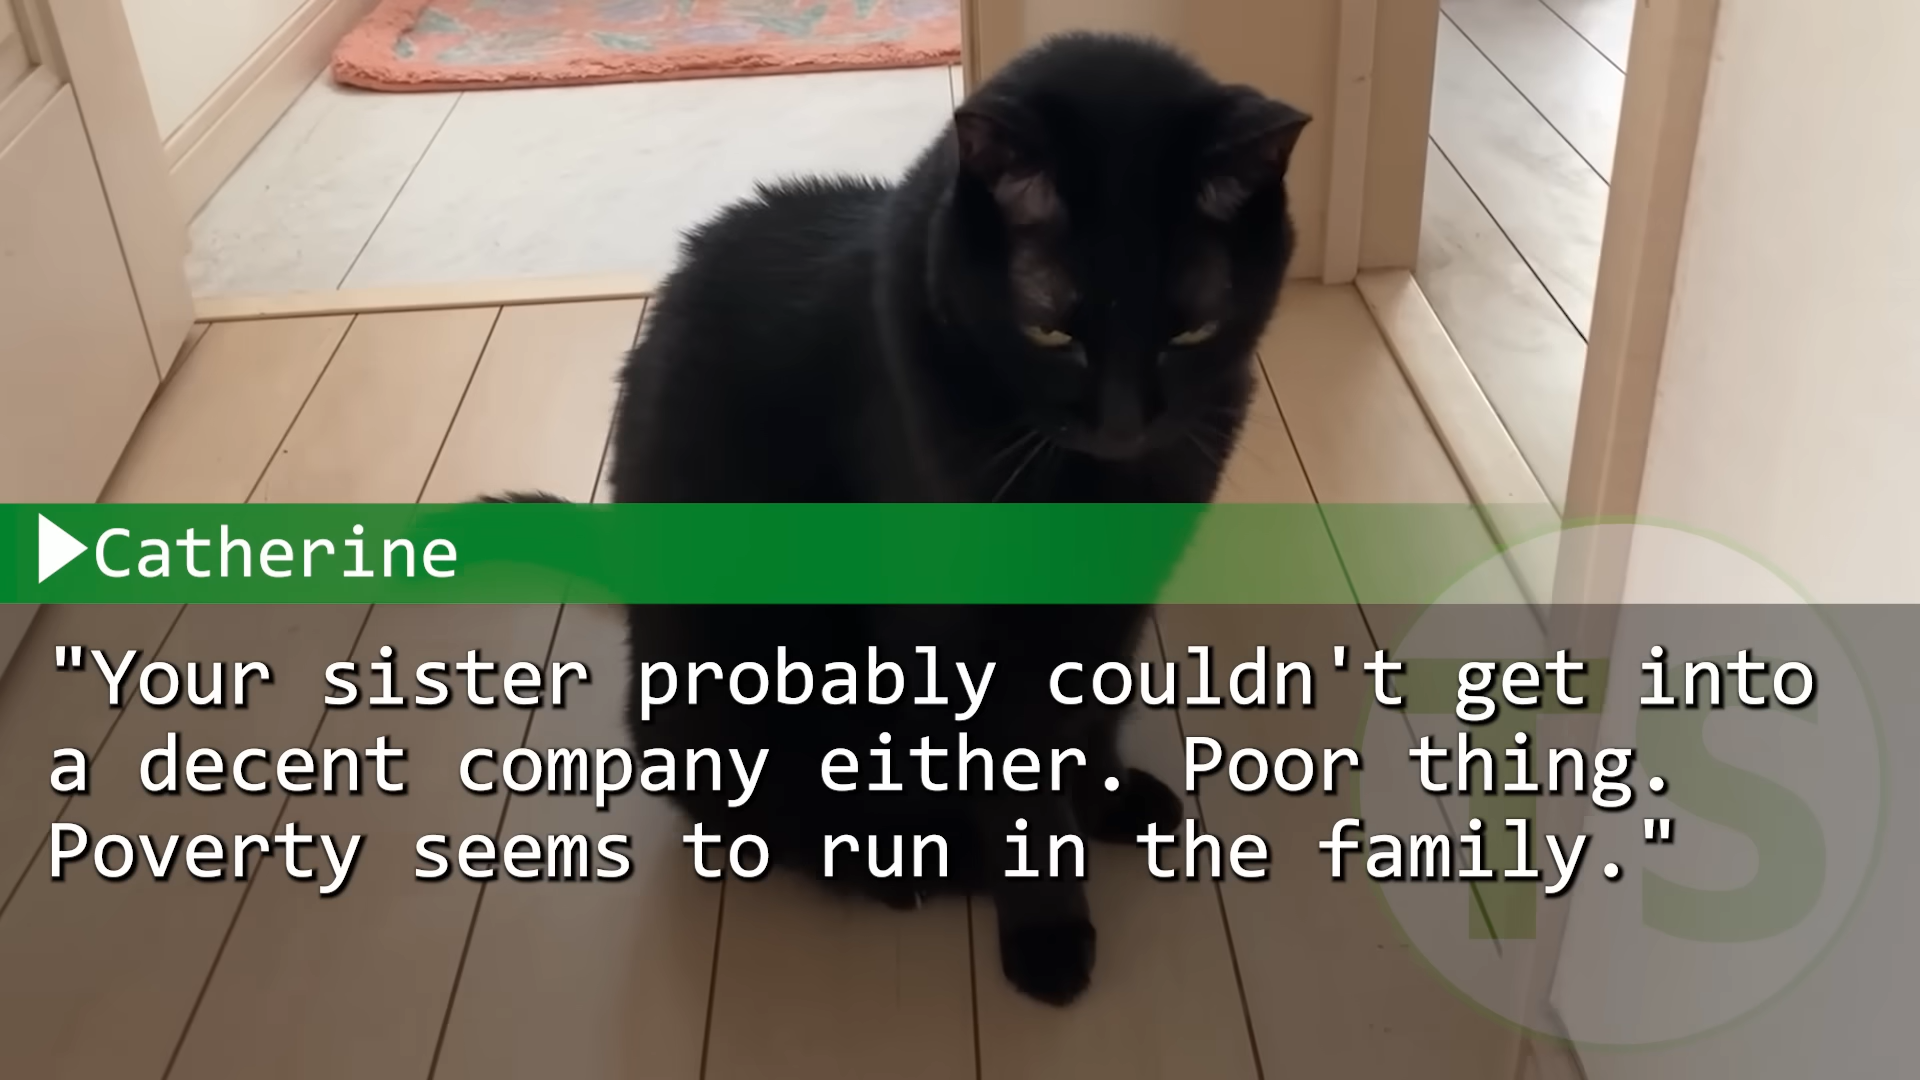 Catherine
"Your sister probably couldn't get into
a decent company either. Poor thing.
Poverty seems to run in the family."
TS